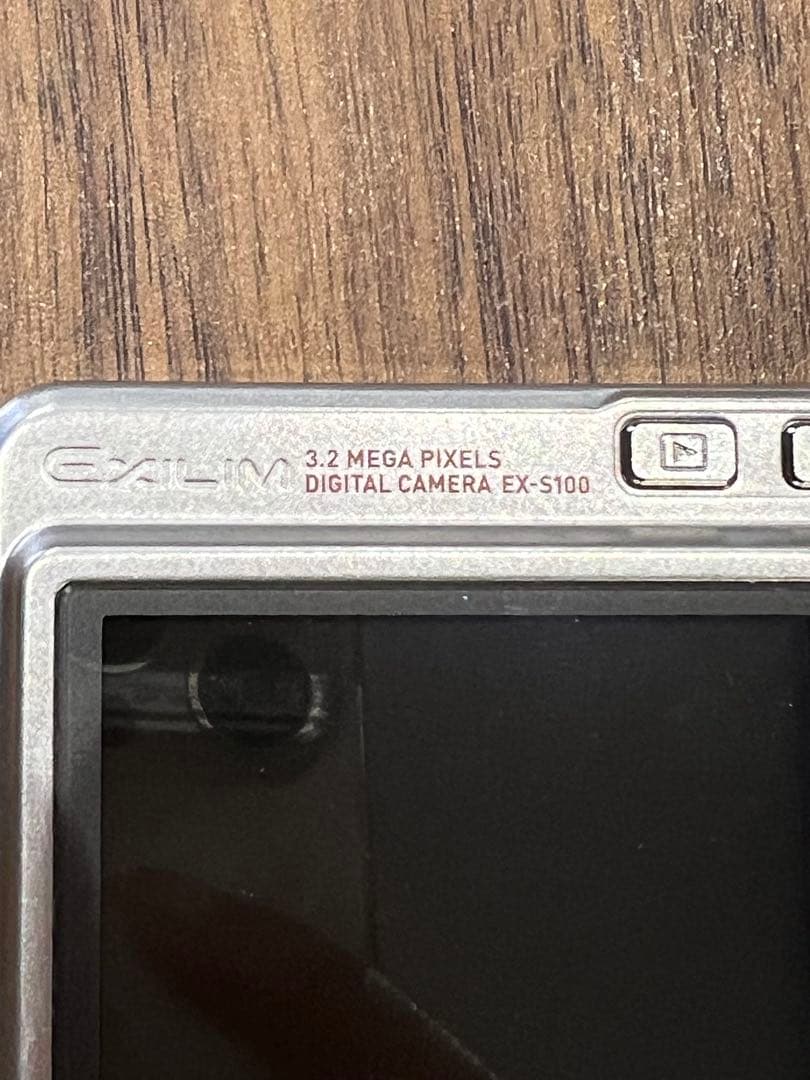 EXILIM
3.2 MEGA PIXELS
DIGITAL CAMERA EX-S100